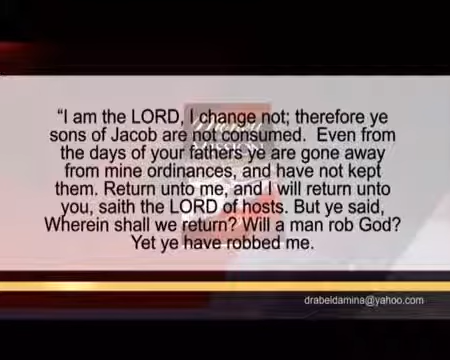 “I am the LORD, I change not; therefore ye
sons of Jacob are not consumed. Even from
the days of your fathers ye are gone away
from mine ordinances, and have not kept
them. Return unto me, and I will return unto
you, saith the LORD of hosts. But ye said,
Wherein shall we return? Will a man rob God?
Yet ye have robbed me.
drabeldamina@yahoo.com